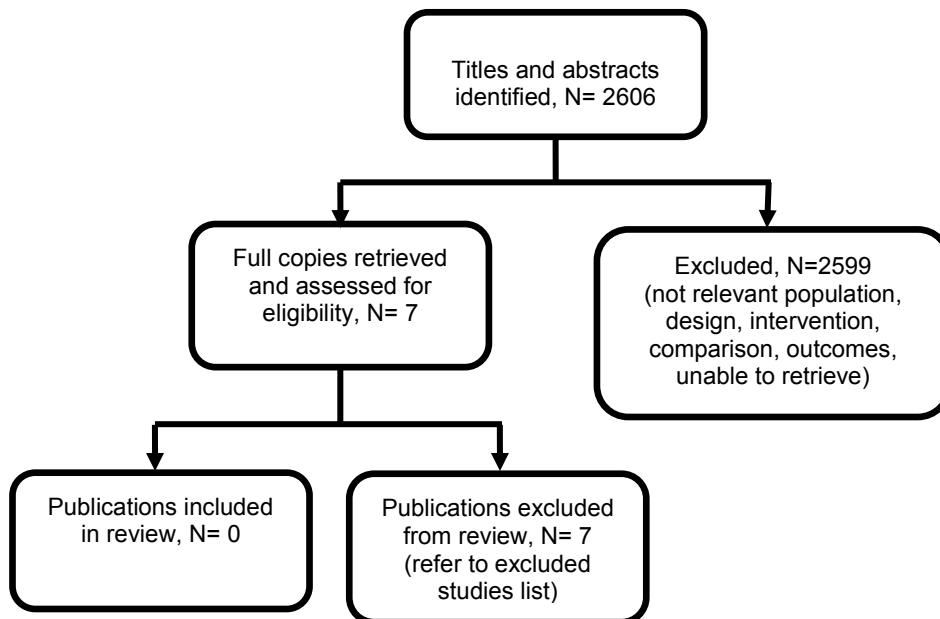 Titles and abstracts
identified, N= 2606
Full copies retrieved
and assessed for
eligibility, N= 7
Excluded, N=2599
(not relevant population,
design, intervention,
comparison, outcomes,
unable to retrieve)
Publications included
in review, N= 0
Publications excluded
from review, N= 7
(refer to excluded
studies list)